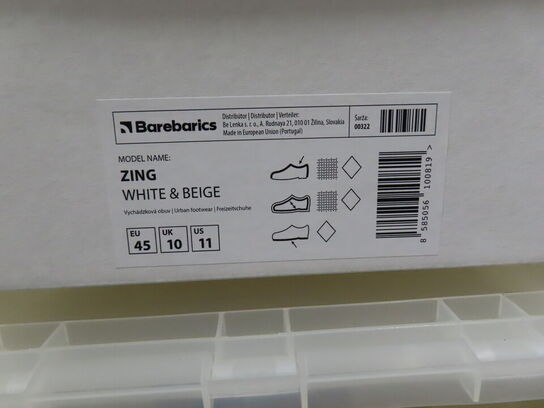 Barebarics
Distribútor | Distributor | Verteiler:
Be Lenka s. r. o., A. Rudnaya 21, 010 01 Žilina, Slovakia
Made in European Union (Portugal)
Šarža:
00322
MODEL NAME:
ZING
WHITE & BEIGE
Vychádzková obuv | Urban footwear | Freizeitschuhe
EU UK US
45 10 11
8 585056 100819 >